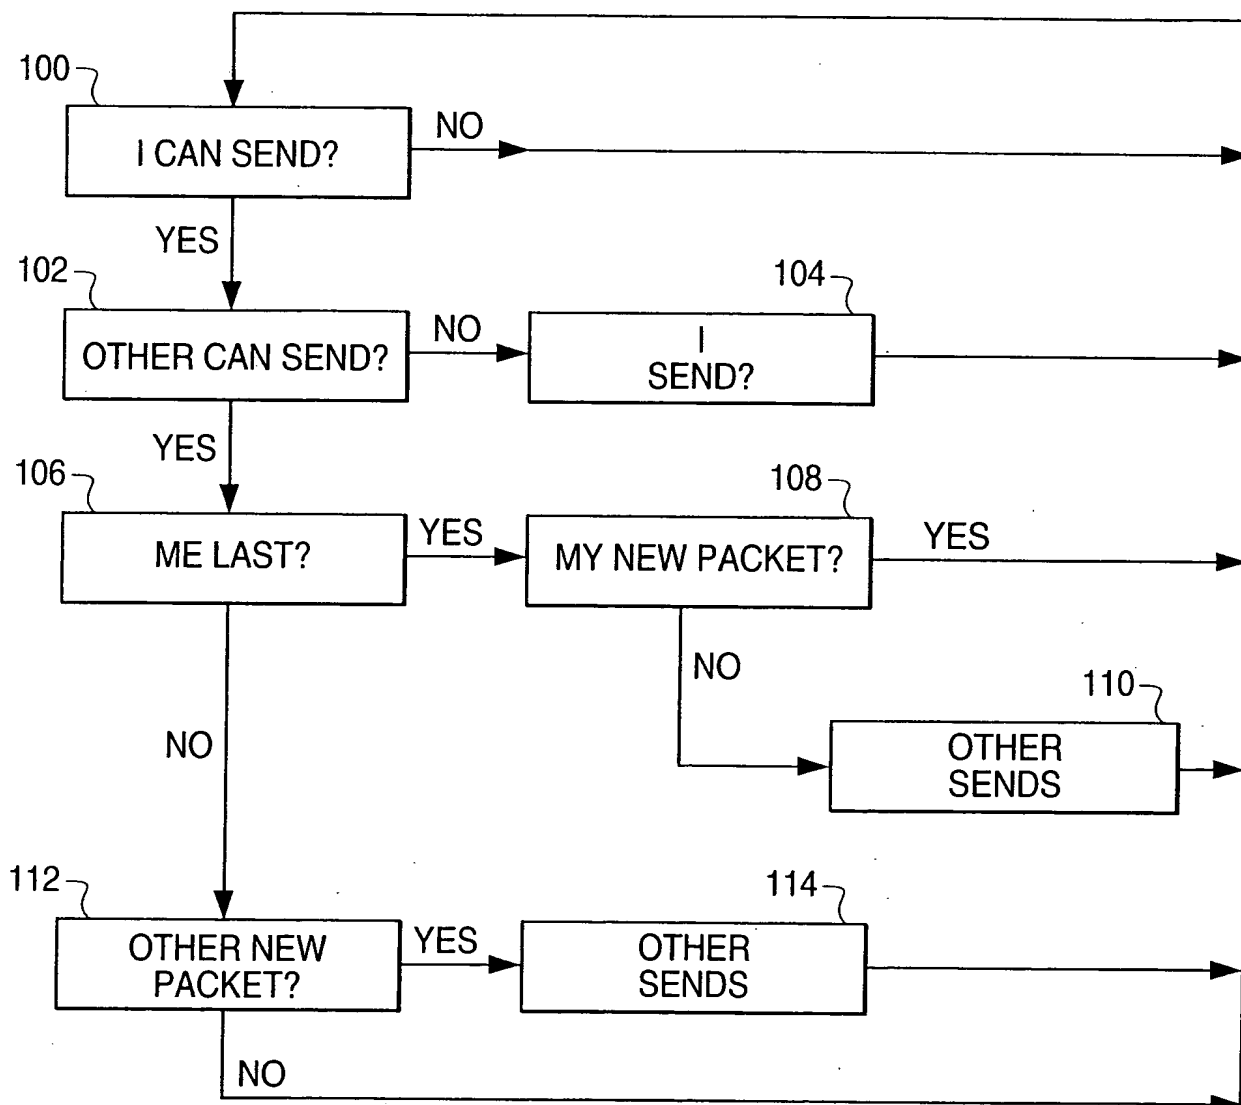 100
I CAN SEND?
NO
YES
102
OTHER CAN SEND?
NO
104
I
SEND?
YES
106
ME LAST?
YES
108
MY NEW PACKET?
YES
NO
110
OTHER
SENDS
NO
112
OTHER NEW
PACKET?
YES
114
OTHER
SENDS
NO